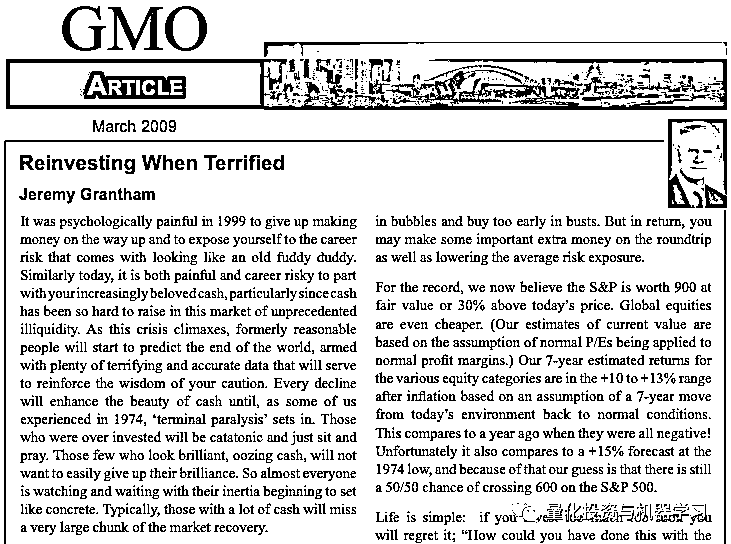 GMO
ARTICLE
March 2009
Reinvesting When Terrified
Jeremy Grantham
It was psychologically painful in 1999 to give up making
money on the way up and to expose yourself to the career
risk that comes with looking like an old fuddy duddy.
Similarly today, it is both painful and career risky to part
with your increasingly beloved cash, particularly since cash
has been so hard to raise in this market of unprecedented
illiquidity. As this crisis climaxes, formerly reasonable
people will start to predict the end of the world, armed
with plenty of terrifying and accurate data that will serve
to reinforce the wisdom of your caution. Every decline
will enhance the beauty of cash until, as some of us
experienced in 1974, ‘terminal paralysis’ sets in. Those
who were over invested will be catatonic and just sit and
pray. Those few who look brilliant, oozing cash, will not
want to easily give up their brilliance. So almost everyone
is watching and waiting with their inertia beginning to set
like concrete. Typically, those with a lot of cash will miss
a very large chunk of the market recovery.
in bubbles and buy too early in busts. But in return, you
may make some important extra money on the roundtrip
as well as lowering the average risk exposure.
For the record, we now believe the S&P is worth 900 at
fair value or 30% above today’s price. Global equities
are even cheaper. (Our estimates of current value are
based on the assumption of normal P/Es being applied to
normal profit margins.) Our 7-year estimated returns for
the various equity categories are in the +10 to +13% range
after inflation based on an assumption of a 7-year move
from today’s environment back to normal conditions.
This compares to a year ago when they were all negative!
Unfortunately it also compares to a +15% forecast at the
1974 low, and because of that our guess is that there is still
a 50/50 chance of crossing 600 on the S&P 500.
Life is simple: if you
will regret it; “How could you have done this with the
量化投资与机器学习